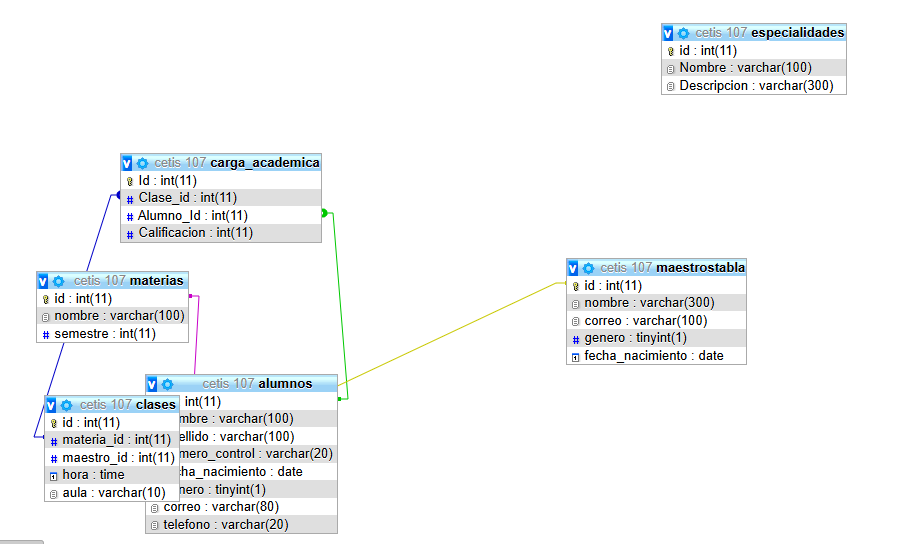 cetis 107 especialidades
id : int(11)
Nombre : varchar(100)
Descripcion : varchar(300)
cetis 107 carga_academica
Id : int(11)
Clase_id : int(11)
Alumno_Id : int(11)
Calificacion : int(11)
cetis 107 materias
id : int(11)
nombre : varchar(100)
semestre : int(11)
cetis 107 maestrostabla
id : int(11)
nombre : varchar(300)
correo : varchar(100)
genero : tinyint(1)
fecha_nacimiento : date
cetis 107 alumnos
int(11)
mbre : varchar(100)
ellido : varchar(100)
mero_control : varchar(20)
cha_nacimiento : date
nero : tinyint(1)
correo : varchar(80)
telefono : varchar(20)
cetis 107 clases
id : int(11)
materia_id : int(11)
maestro_id : int(11)
hora : time
aula : varchar(10)